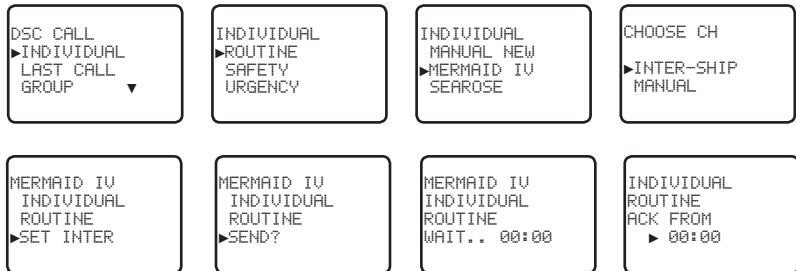 DSC CALL
►INDIVIDUAL
LAST CALL
GROUP ▼
INDIVIDUAL
►ROUTINE
SAFETY
URGENCY
INDIVIDUAL
MANUAL NEW
►MERMAID IV
SEAROSE
CHOOSE CH
►INTER-SHIP
MANUAL
MERMAID IV
INDIVIDUAL
ROUTINE
►SET INTER
MERMAID IV
INDIVIDUAL
ROUTINE
►SEND?
MERMAID IV
INDIVIDUAL
ROUTINE
WAIT.. 00:00
INDIVIDUAL
ROUTINE
ACK FROM
► 00:00